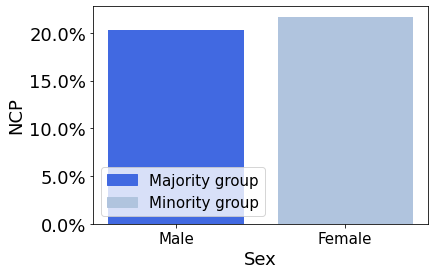 NCP
20.0%
15.0%
10.0%
5.0%
0.0%
Majority group
Minority group
Male
Female
Sex